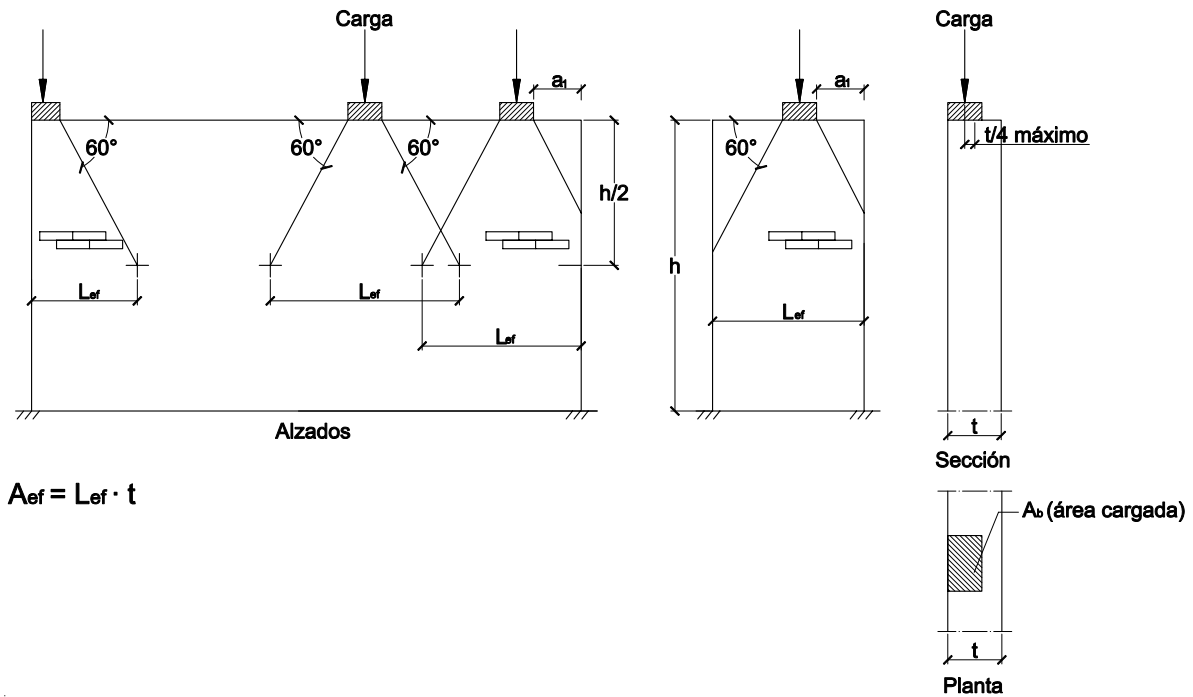 Carga
Carga
a₁
a₁
60°
60°
60°
60°
t/4 máximo
h/2
h
Lef
Lef
Lef
Lef
t
Alzados
Sección
Aef = Lef · t
Ab (área cargada)
t
Planta